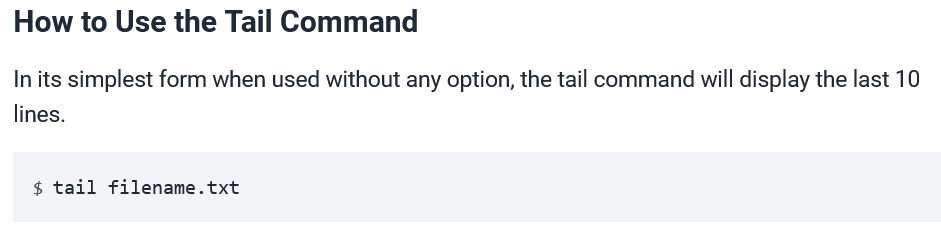 How to Use the Tail Command
In its simplest form when used without any option, the tail command will display the last 10
lines.
$ tail filename.txt